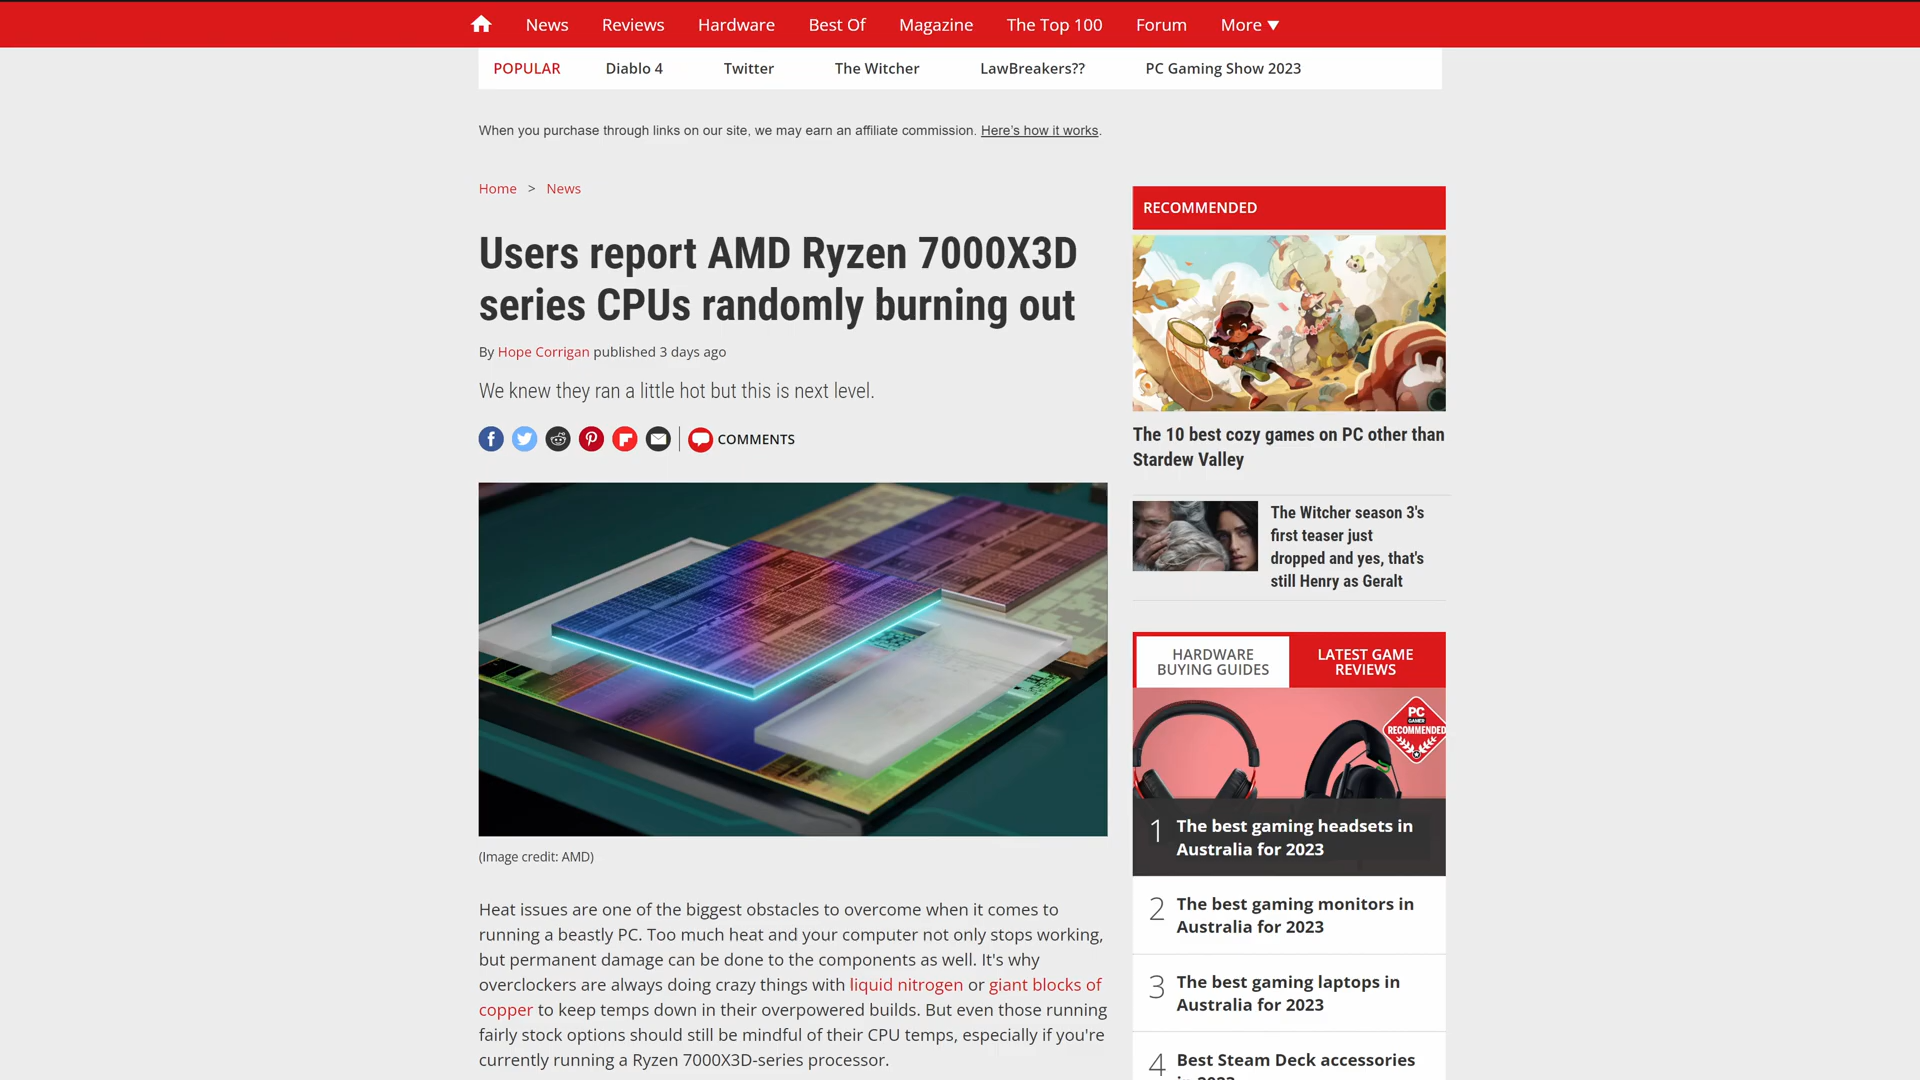 News Reviews Hardware Best Of Magazine The Top 100 Forum More ▼
POPULAR Diablo 4 Twitter The Witcher LawBreakers?? PC Gaming Show 2023
When you purchase through links on our site, we may earn an affiliate commission. Here's how it works.
Home > News
Users report AMD Ryzen 7000X3D
series CPUs randomly burning out
By Hope Corrigan published 3 days ago
We knew they ran a little hot but this is next level.
COMMENTS
(Image credit: AMD)
Heat issues are one of the biggest obstacles to overcome when it comes to
running a beastly PC. Too much heat and your computer not only stops working,
but permanent damage can be done to the components as well. It's why
overclockers are always doing crazy things with liquid nitrogen or giant blocks of
copper to keep temps down in their overpowered builds. But even those running
fairly stock options should still be mindful of their CPU temps, especially if you're
currently running a Ryzen 7000X3D-series processor.
RECOMMENDED
The 10 best cozy games on PC other than
Stardew Valley
The Witcher season 3's
first teaser just
dropped and yes, that's
still Henry as Geralt
HARDWARE
BUYING GUIDES
LATEST GAME
REVIEWS
PC
GAMER
RECOMMENDED
1 The best gaming headsets in
Australia for 2023
2 The best gaming monitors in
Australia for 2023
3 The best gaming laptops in
Australia for 2023
4 Best Steam Deck accessories
in 2023